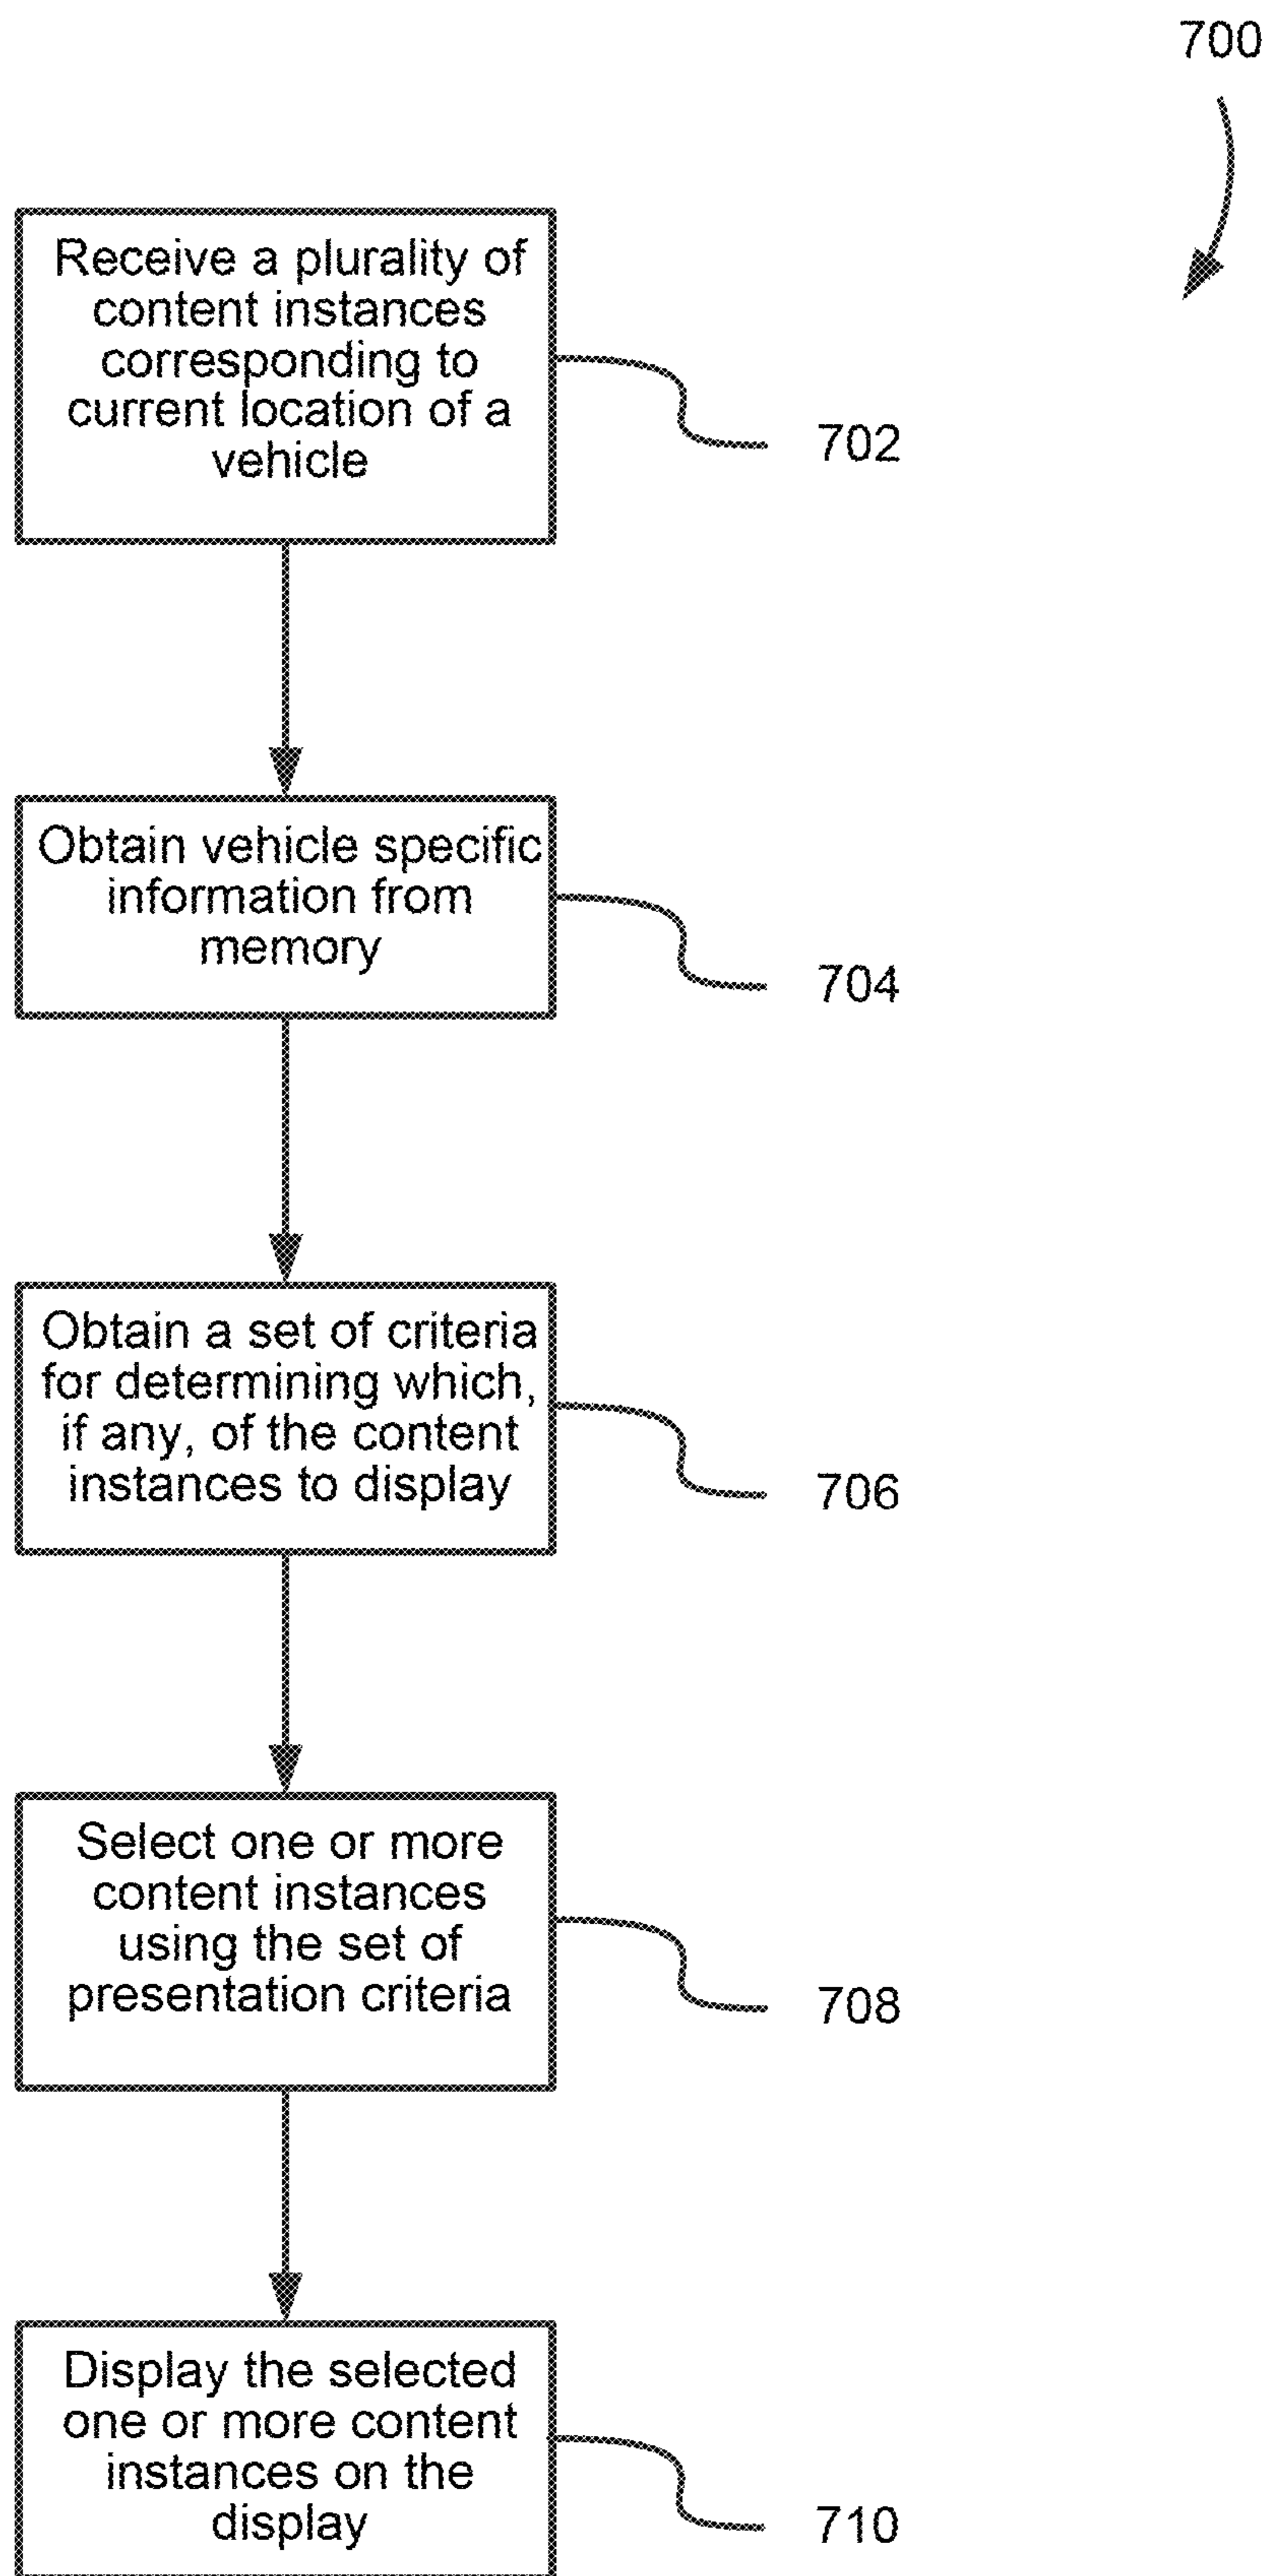 700
Receive a plurality of
content instances
corresponding to
current location of a
vehicle
702
Obtain vehicle specific
information from
memory
704
Obtain a set of criteria
for determining which,
if any, of the content
instances to display
706
Select one or more
content instances
using the set of
presentation criteria
708
Display the selected
one or more content
instances on the
display
710